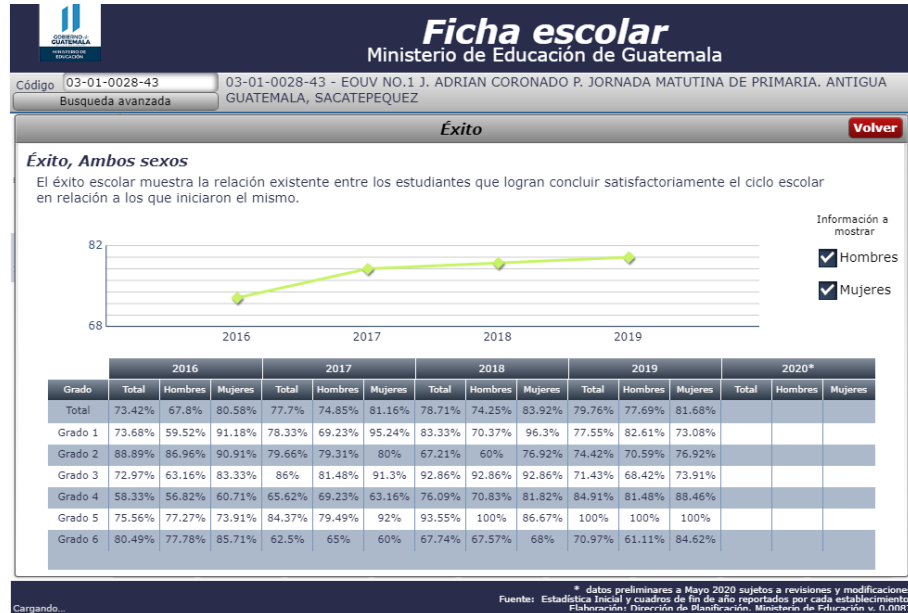 GOBIERNO de
GUATEMALA
MINISTERIO DE
EDUCACIÓN
Ficha escolar
Ministerio de Educación de Guatemala
Código 03-01-0028-43
Busqueda avanzada
03-01-0028-43 - EOUV NO.1 J. ADRIAN CORONADO P. JORNADA MATUTINA DE PRIMARIA. ANTIGUA
GUATEMALA, SACATEPEQUEZ
Éxito
Volver
Éxito, Ambos sexos
El éxito escolar muestra la relación existente entre los estudiantes que logran concluir satisfactoriamente el ciclo escolar
en relación a los que iniciaron el mismo.
Información a
mostrar
Hombres
Mujeres
82
68
2016 2017 2018 2019
2016 2017 2018 2019 2020*
Grado Total Hombres Mujeres Total Hombres Mujeres Total Hombres Mujeres Total Hombres Mujeres Total Hombres Mujeres
Total 73.42% 67.8% 80.58% 77.7% 74.85% 81.16% 78.71% 74.25% 83.92% 79.76% 77.69% 81.68%
Grado 1 73.68% 59.52% 91.18% 78.33% 69.23% 95.24% 83.33% 70.37% 96.3% 77.55% 82.61% 73.08%
Grado 2 88.89% 86.96% 90.91% 79.66% 79.31% 80% 67.21% 60% 76.92% 74.42% 70.59% 76.92%
Grado 3 72.97% 63.16% 83.33% 86% 81.48% 91.3% 92.86% 92.86% 92.86% 71.43% 68.42% 73.91%
Grado 4 58.33% 56.82% 60.71% 65.62% 69.23% 63.16% 76.09% 70.83% 81.82% 84.91% 81.48% 88.46%
Grado 5 75.56% 77.27% 73.91% 84.37% 79.49% 92% 93.55% 100% 86.67% 100% 100% 100%
Grado 6 80.49% 77.78% 85.71% 62.5% 65% 60% 67.74% 67.57% 68% 70.97% 61.11% 84.62%
* datos preliminares a Mayo 2020 sujetos a revisiones y modificacione
Fuente: Estadística Inicial y cuadros de fin de año reportados por cada establecimiento
Elaboración: Dirección de Planificación. Ministerio de Educación v. 0.008
Cargando...